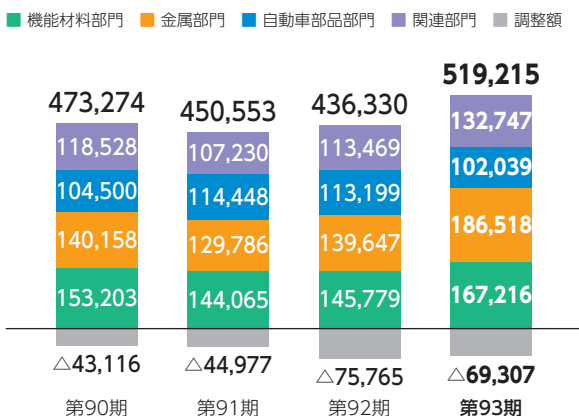 機能材料部門 金属部門 自動車部品部門 関連部門 調整額
473,274 450,553 436,330 519,215
118,528 107,230 113,469 132,747
104,500 114,448 113,199 102,039
140,158 129,786 139,647 186,518
153,203 144,065 145,779 167,216
△43,116 △44,977 △75,765 △69,307
第90期 第91期 第92期 第93期